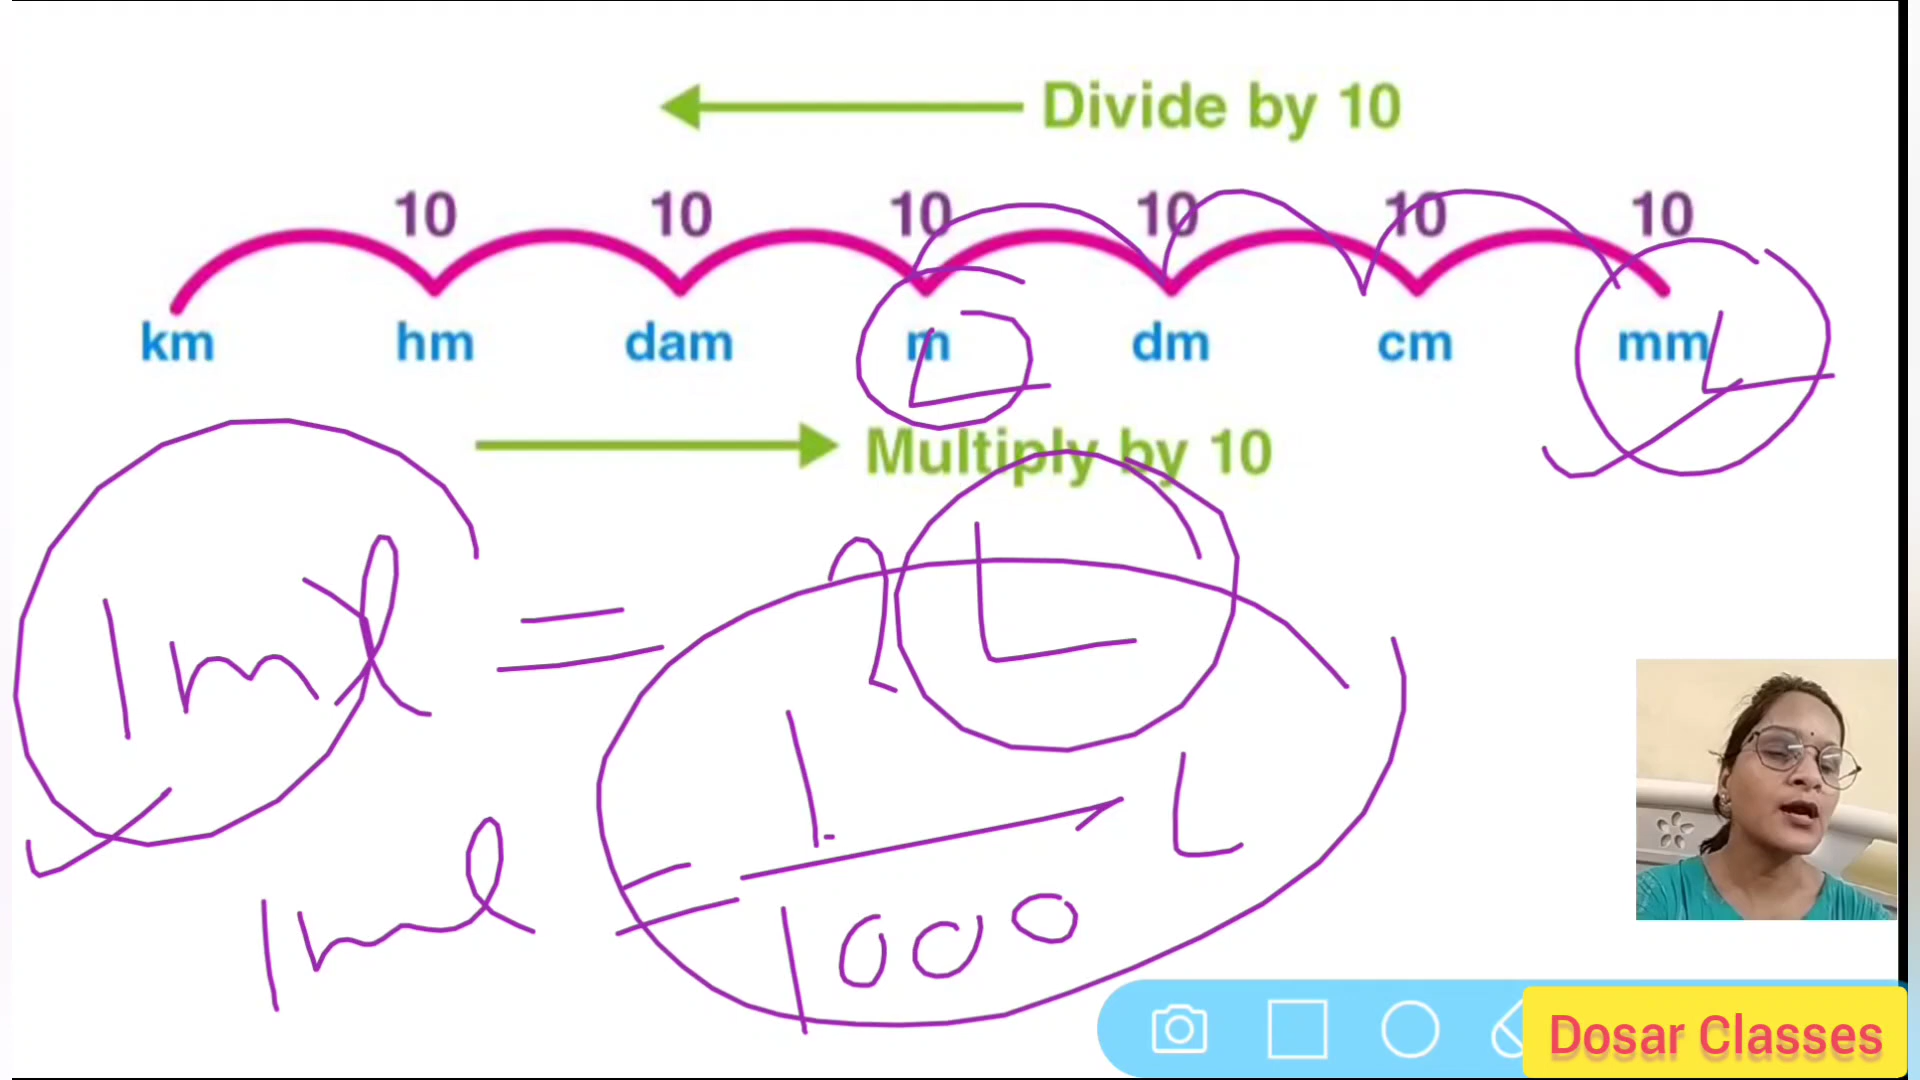 Divide by 10
10 10 10 10 10 10
km hm dam m dm cm mm
L L
Multiply by 10
1ml = ? L
1ml = 1/1000 L
Dosar Classes